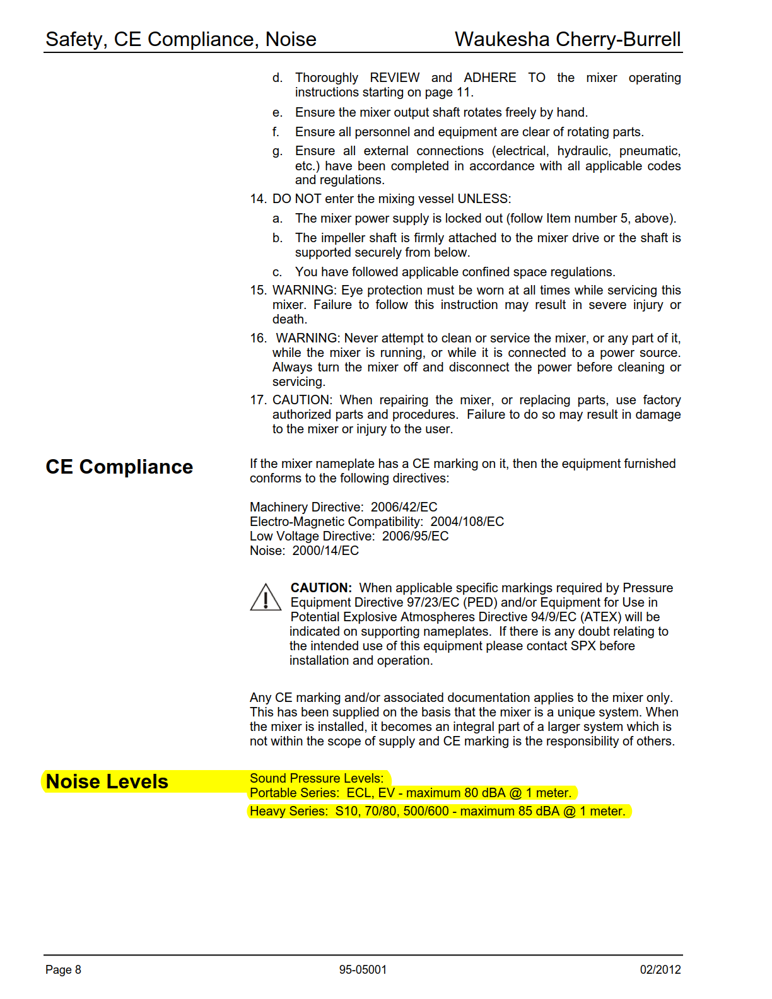 Safety, CE Compliance, Noise Waukesha Cherry-Burrell
d. Thoroughly REVIEW and ADHERE TO the mixer operating
instructions starting on page 11.
e. Ensure the mixer output shaft rotates freely by hand.
f. Ensure all personnel and equipment are clear of rotating parts.
g. Ensure all external connections (electrical, hydraulic, pneumatic,
etc.) have been completed in accordance with all applicable codes
and regulations.
14. DO NOT enter the mixing vessel UNLESS:
a. The mixer power supply is locked out (follow Item number 5, above).
b. The impeller shaft is firmly attached to the mixer drive or the shaft is
supported securely from below.
c. You have followed applicable confined space regulations.
15. WARNING: Eye protection must be worn at all times while servicing this
mixer. Failure to follow this instruction may result in severe injury or
death.
16. WARNING: Never attempt to clean or service the mixer, or any part of it,
while the mixer is running, or while it is connected to a power source.
Always turn the mixer off and disconnect the power before cleaning or
servicing.
17. CAUTION: When repairing the mixer, or replacing parts, use factory
authorized parts and procedures. Failure to do so may result in damage
to the mixer or injury to the user.
CE Compliance
If the mixer nameplate has a CE marking on it, then the equipment furnished
conforms to the following directives:
Machinery Directive: 2006/42/EC
Electro-Magnetic Compatibility: 2004/108/EC
Low Voltage Directive: 2006/95/EC
Noise: 2000/14/EC
CAUTION: When applicable specific markings required by Pressure
Equipment Directive 97/23/EC (PED) and/or Equipment for Use in
Potential Explosive Atmospheres Directive 94/9/EC (ATEX) will be
indicated on supporting nameplates. If there is any doubt relating to
the intended use of this equipment please contact SPX before
installation and operation.
Any CE marking and/or associated documentation applies to the mixer only.
This has been supplied on the basis that the mixer is a unique system. When
the mixer is installed, it becomes an integral part of a larger system which is
not within the scope of supply and CE marking is the responsibility of others.
Noise Levels
Sound Pressure Levels:
Portable Series: ECL, EV - maximum 80 dBA @ 1 meter.
Heavy Series: S10, 70/80, 500/600 - maximum 85 dBA @ 1 meter.
Page 8 95-05001 02/2012